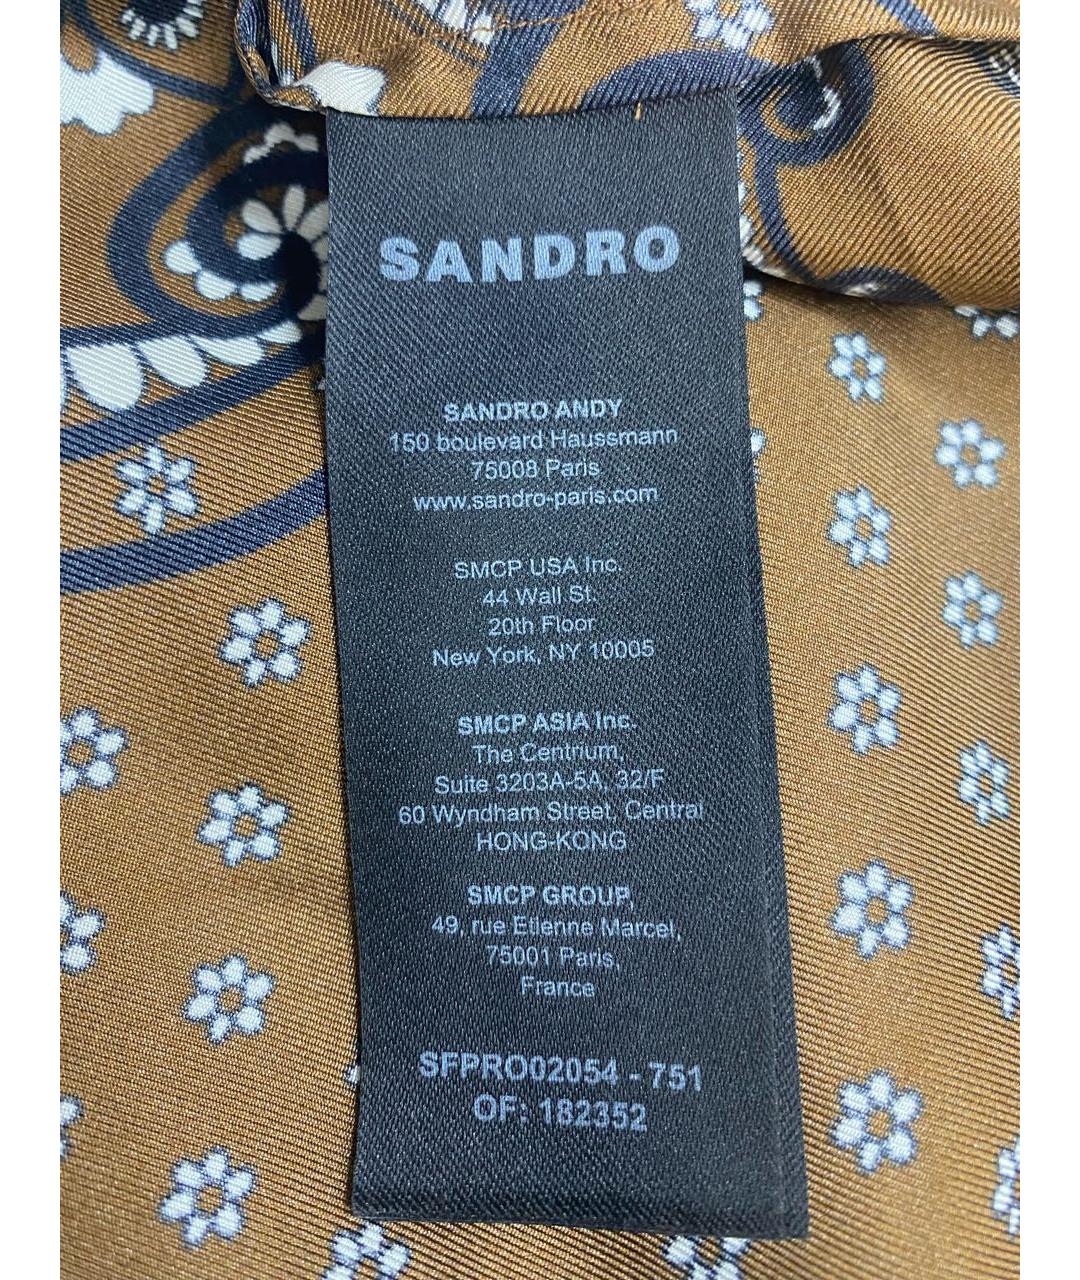 SANDRO
SANDRO ANDY
150 boulevard Haussmann
75008 Paris
www.sandro-paris.com
SMCP USA Inc.
44 Wall St.
20th Floor
New York, NY 10005
SMCP ASIA Inc.
The Centrium,
Suite 3203A-5A, 32/F
60 Wyndham Street, Central
HONG-KONG
SMCP GROUP,
49, rue Etienne Marcel,
75001 Paris,
France
SFPRO02054 - 751
OF: 182352